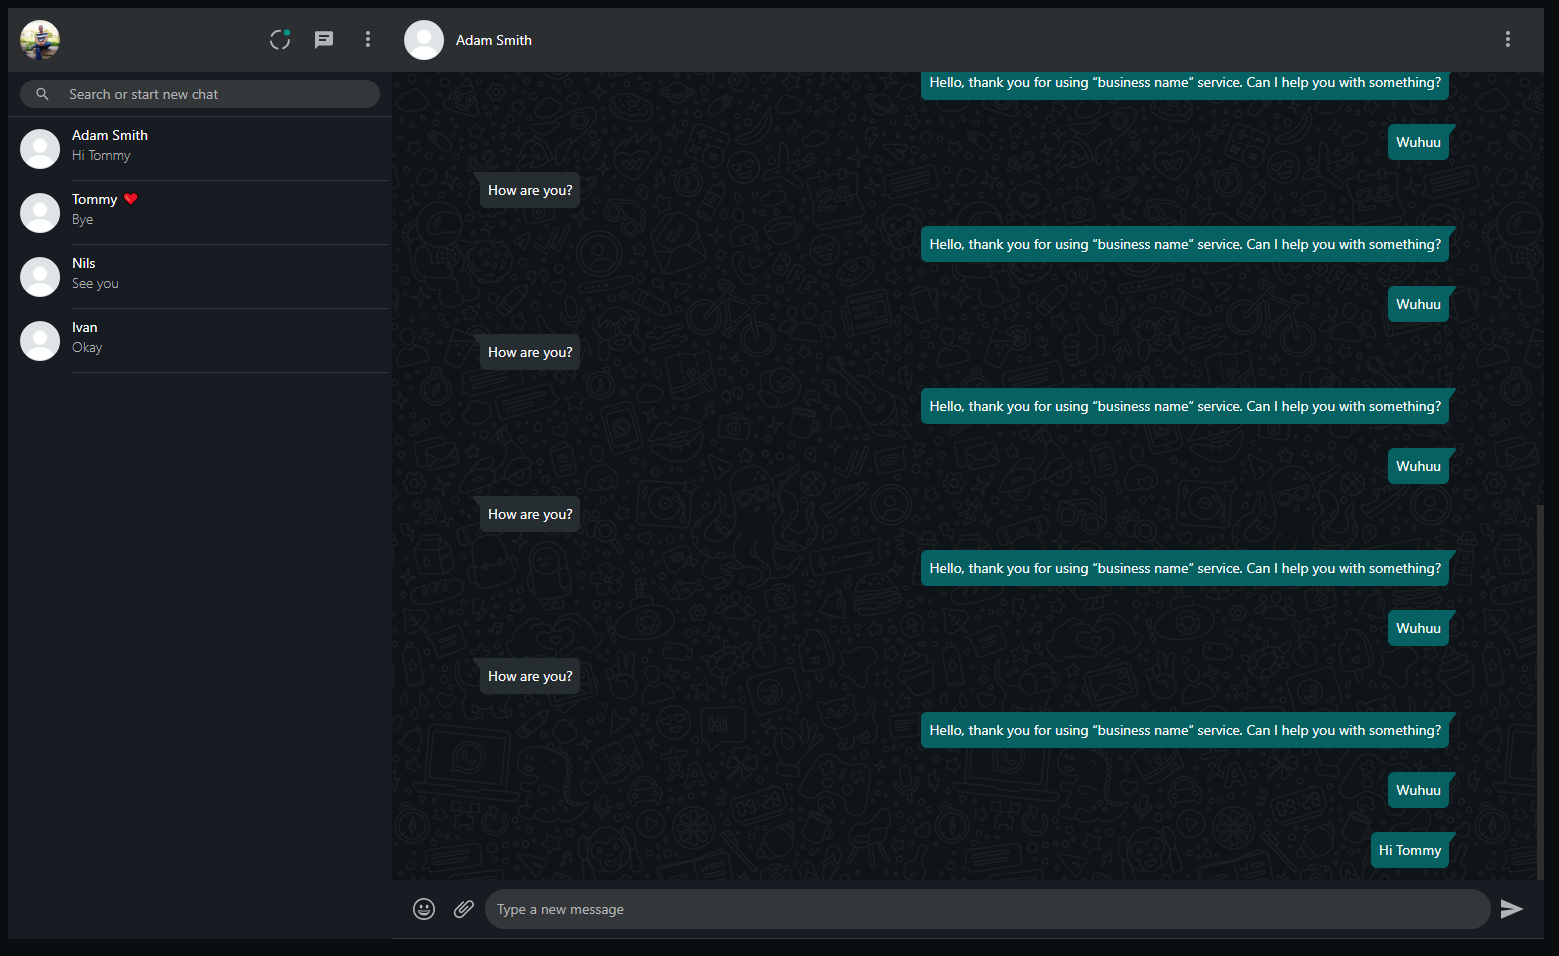 Adam Smith
Search or start new chat
Adam Smith
Hi Tommy
Tommy ❤️
Bye
Nils
See you
Ivan
Okay
Hello, thank you for using “business name” service. Can I help you with something?
Wuhuu
How are you?
Hello, thank you for using “business name” service. Can I help you with something?
Wuhuu
How are you?
Hello, thank you for using “business name” service. Can I help you with something?
Wuhuu
How are you?
Hello, thank you for using “business name” service. Can I help you with something?
Wuhuu
How are you?
Hello, thank you for using “business name” service. Can I help you with something?
Wuhuu
Hi Tommy
Type a new message